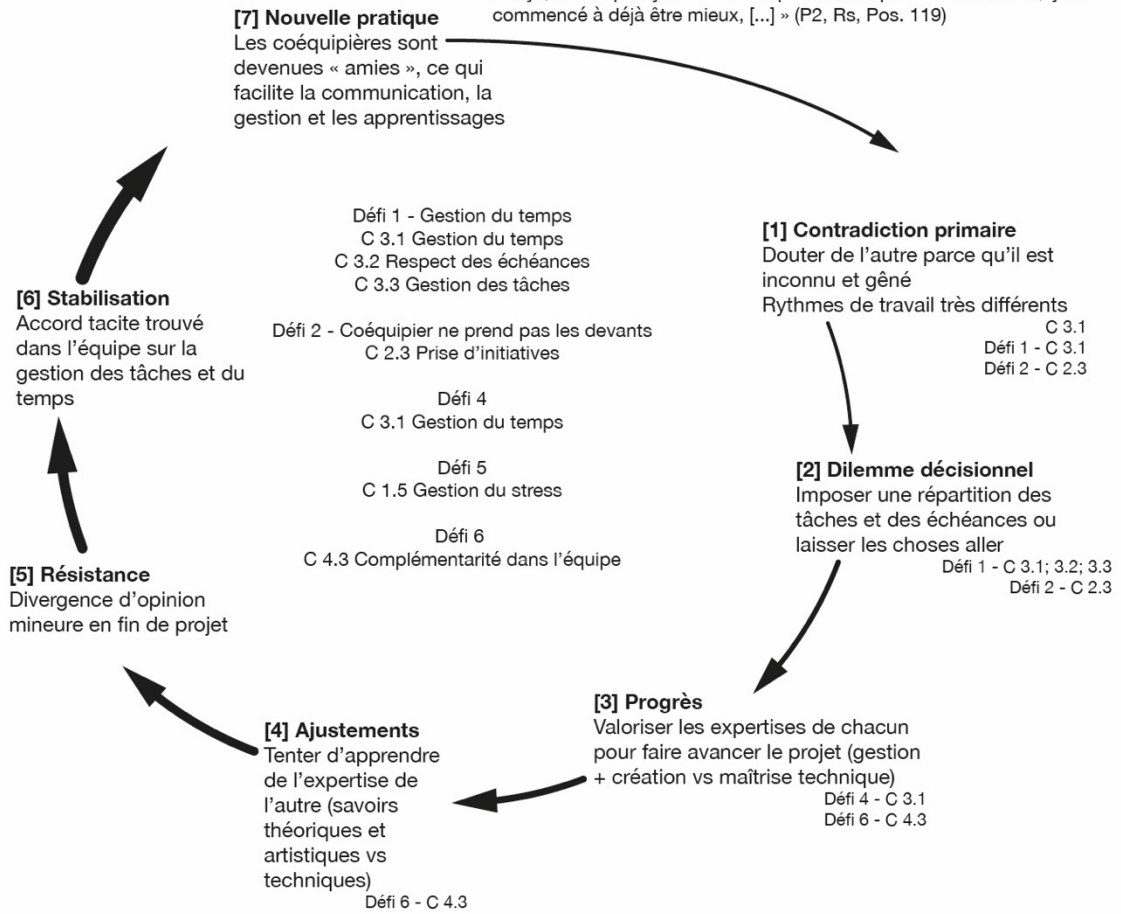 commencé à déjà être mieux, [...] » (P2, Rs, Pos. 119)
[7] Nouvelle pratique
Les coéquipières sont
devenues « amies », ce qui
facilite la communication, la
gestion et les apprentissages
[1] Contradiction primaire
Douter de l'autre parce qu'il est
inconnu et gêné
Rythmes de travail très différents
C 3.1
Défi 1 - C 3.1
Défi 2 - C 2.3
[2] Dilemme décisionnel
Imposer une répartition des
tâches et des échéances ou
laisser les choses aller
Défi 1 - C 3.1; 3.2; 3.3
Défi 2 - C 2.3
[3] Progrès
Valoriser les expertises de chacun
pour faire avancer le projet (gestion
+ création vs maîtrise technique)
Défi 4 - C 3.1
Défi 6 - C 4.3
[4] Ajustements
Tenter d'apprendre
de l'expertise de
l'autre (savoirs
théoriques et
artistiques vs
techniques)
Défi 6 - C 4.3
[5] Résistance
Divergence d'opinion
mineure en fin de projet
[6] Stabilisation
Accord tacite trouvé
dans l'équipe sur la
gestion des tâches et du
temps
Défi 1 - Gestion du temps
C 3.1 Gestion du temps
C 3.2 Respect des échéances
C 3.3 Gestion des tâches
Défi 2 - Coéquipier ne prend pas les devants
C 2.3 Prise d'initiatives
Défi 4
C 3.1 Gestion du temps
Défi 5
C 1.5 Gestion du stress
Défi 6
C 4.3 Complémentarité dans l'équipe